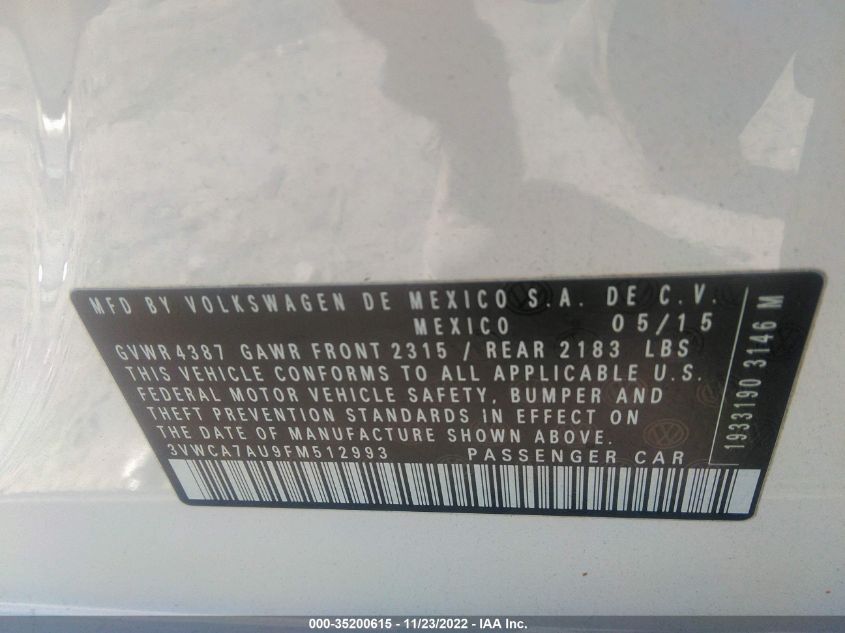 MFD BY VOLKSWAGEN DE MEXICO S.A. DE C.V.
MEXICO 05/15
GVWR 4387 GAWR FRONT 2315 / REAR 2183 LBS
THIS VEHICLE CONFORMS TO ALL APPLICABLE U.S.
FEDERAL MOTOR VEHICLE SAFETY, BUMPER AND
THEFT PREVENTION STANDARDS IN EFFECT ON
THE DATE OF MANUFACTURE SHOWN ABOVE.
3VWCA7AU9FM512993 PASSENGER CAR
1933190 3146 M
000-35200615 - 11/23/2022 - IAA Inc.